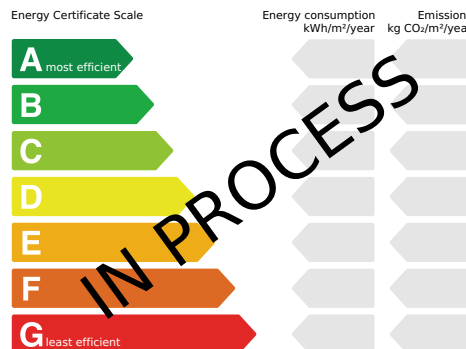 Energy Certificate Scale
Energy consumption
kWh/m²/year
Emission
kg CO₂/m²/year
A most efficient
B
C
D
E
F
G least efficient
IN PROCESS